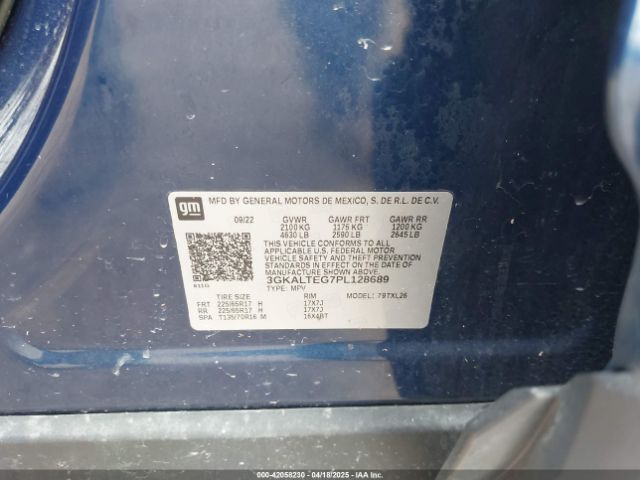 gm
MFD BY GENERAL MOTORS DE MEXICO, S. DE R.L. DE C.V.
09/22 GVWR GAWR FRT GAWR RR
2100 KG 1175 KG 1200 KG
4630 LB 2590 LB 2645 LB
THIS VEHICLE CONFORMS TO ALL
APPLICABLE U.S. FEDERAL MOTOR
VEHICLE SAFETY AND THEFT PREVENTION
STANDARDS IN EFFECT ON THE DATE
OF MANUFACTURE SHOWN ABOVE.
3GKALTEG7PL128689
TYPE: MPV MODEL: 79TXL26
TIRE SIZE RIM
FRT 225/65R17 H 17X7J
RR 225/65R17 H 17X7J
SPA T135/70R16 M 16X4BT
000-42058230 - 04/18/2025 - IAAI.COM